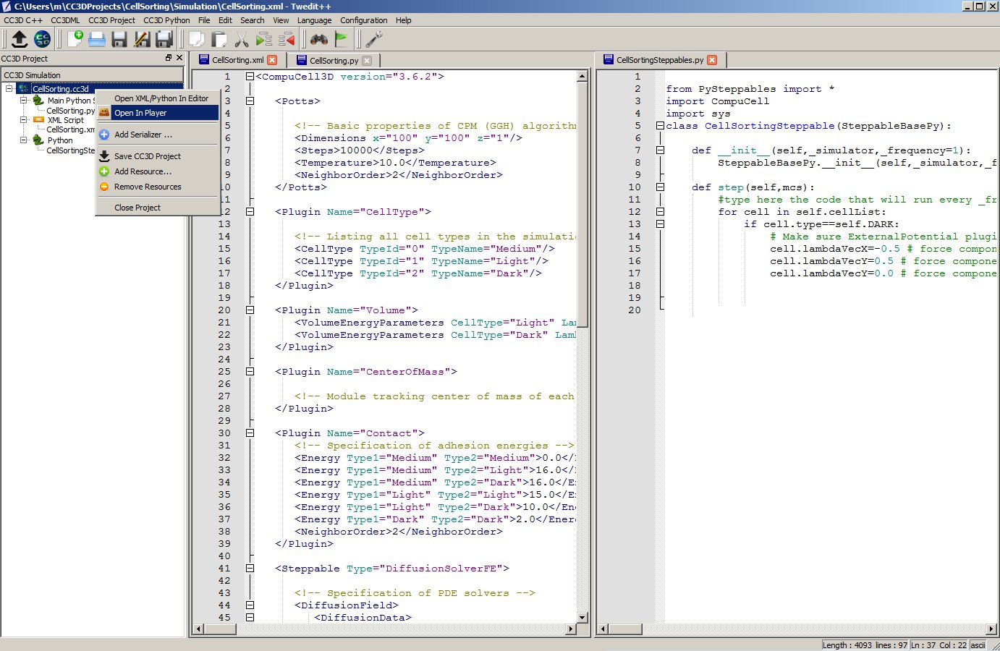 C:\Users\m\CC3DProjects\CellSorting\Simulation\CellSorting.xml - Twedit++
CC3D C++ CC3DML CC3D Project CC3D Python File Edit Search View Language Configuration Help
CC3D Project
CC3D Simulation
CellSorting.cc3d
Main Python S
CellSorting.py
XML Script
CellSorting.xm
Python
CellSortingSte
Open XML/Python In Editor
Open In Player
Add Serializer ...
Save CC3D Project
Add Resource...
Remove Resources
Close Project
CellSorting.xml
CellSorting.py
1 <CompuCell3D version="3.6.2">
2
3 <Potts>
4
5 <!-- Basic properties of CPM (GGH) algorithm
6 <Dimensions x="100" y="100" z="1"/>
7 <Steps>10000</Steps>
8 <Temperature>10.0</Temperature>
9 <NeighborOrder>2</NeighborOrder>
10 </Potts>
11
12 <Plugin Name="CellType">
13
14 <!-- Listing all cell types in the simulatio
15 <CellType TypeId="0" TypeName="Medium"/>
16 <CellType TypeId="1" TypeName="Light"/>
17 <CellType TypeId="2" TypeName="Dark"/>
18 </Plugin>
19
20 <Plugin Name="Volume">
21 <VolumeEnergyParameters CellType="Light" Lam
22 <VolumeEnergyParameters CellType="Dark" Lamb
23 </Plugin>
24
25 <Plugin Name="CenterOfMass">
26
27 <!-- Module tracking center of mass of each
28 </Plugin>
29
30 <Plugin Name="Contact">
31 <!-- Specification of adhesion energies -->
32 <Energy Type1="Medium" Type2="Medium">0.0</E
33 <Energy Type1="Medium" Type2="Light">16.0</E
34 <Energy Type1="Medium" Type2="Dark">16.0</En
35 <Energy Type1="Light" Type2="Light">15.0</En
36 <Energy Type1="Light" Type2="Dark">10.0</Ene
37 <Energy Type1="Dark" Type2="Dark">2.0</Energ
38 <NeighborOrder>2</NeighborOrder>
39 </Plugin>
40
41 <Steppable Type="DiffusionSolverFE">
42
43 <!-- Specification of PDE solvers -->
44 <DiffusionField>
45 <DiffusionData>
CellSortingSteppables.py
1
2 from PySteppables import *
3 import CompuCell
4 import sys
5 class CellSortingSteppable(SteppableBasePy):
6
7 def __init__(self,_simulator,_frequency=1):
8 SteppableBasePy.__init__(self,_simulator,_f
9
10 def step(self,mcs):
11 #type here the code that will run every _fr
12 for cell in self.cellList:
13 if cell.type==self.DARK:
14 # Make sure ExternalPotential plugi
15 cell.lambdaVecX=-0.5 # force compon
16 cell.lambdaVecY=0.5 # force compone
17 cell.lambdaVecY=0.0 # force compone
18
19
20
Length : 4093 lines : 97 Ln : 37 Col : 22 ascii